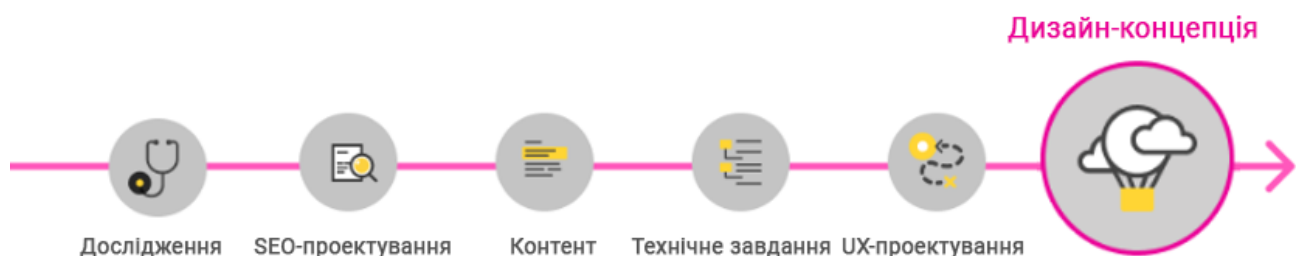 Дизайн-концепція
Дослідження SEO-проектування Контент Технічне завдання UX-проектування